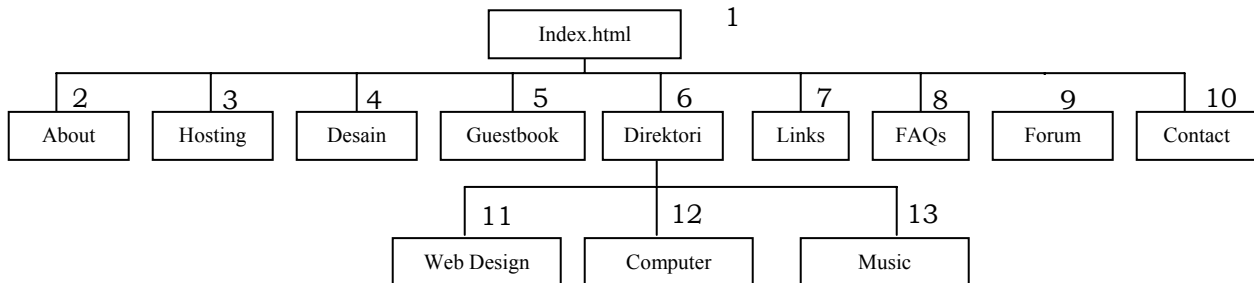 1
Index.html
2 3 4 5 6 7 8 9 10
About Hosting Desain Guestbook Direktori Links FAQs Forum Contact
11 12 13
Web Design Computer Music